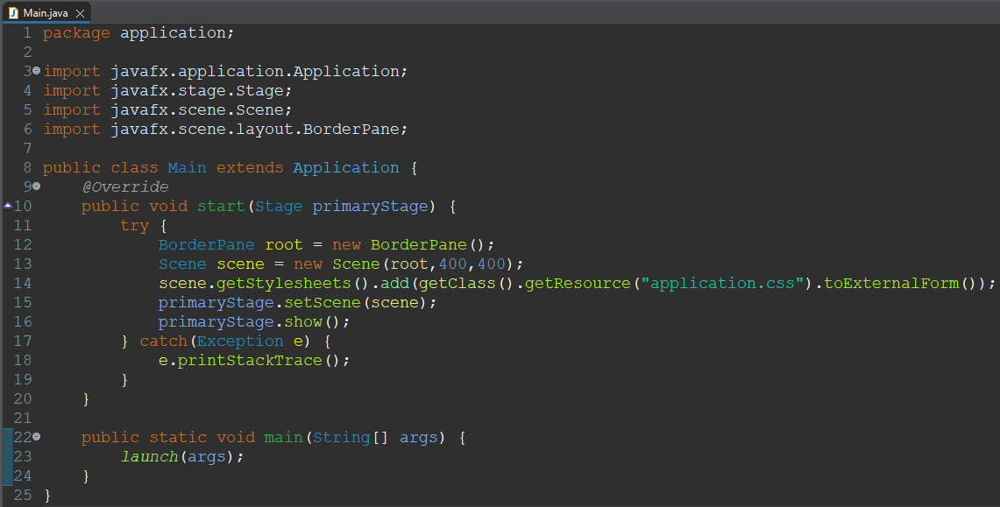 Main.java
1 package application;
2
3 import javafx.application.Application;
4 import javafx.stage.Stage;
5 import javafx.scene.Scene;
6 import javafx.scene.layout.BorderPane;
7
8 public class Main extends Application {
9     @Override
10     public void start(Stage primaryStage) {
11         try {
12             BorderPane root = new BorderPane();
13             Scene scene = new Scene(root,400,400);
14             scene.getStylesheets().add(getClass().getResource("application.css").toExternalForm());
15             primaryStage.setScene(scene);
16             primaryStage.show();
17         } catch(Exception e) {
18             e.printStackTrace();
19         }
20     }
21
22     public static void main(String[] args) {
23         launch(args);
24     }
25 }